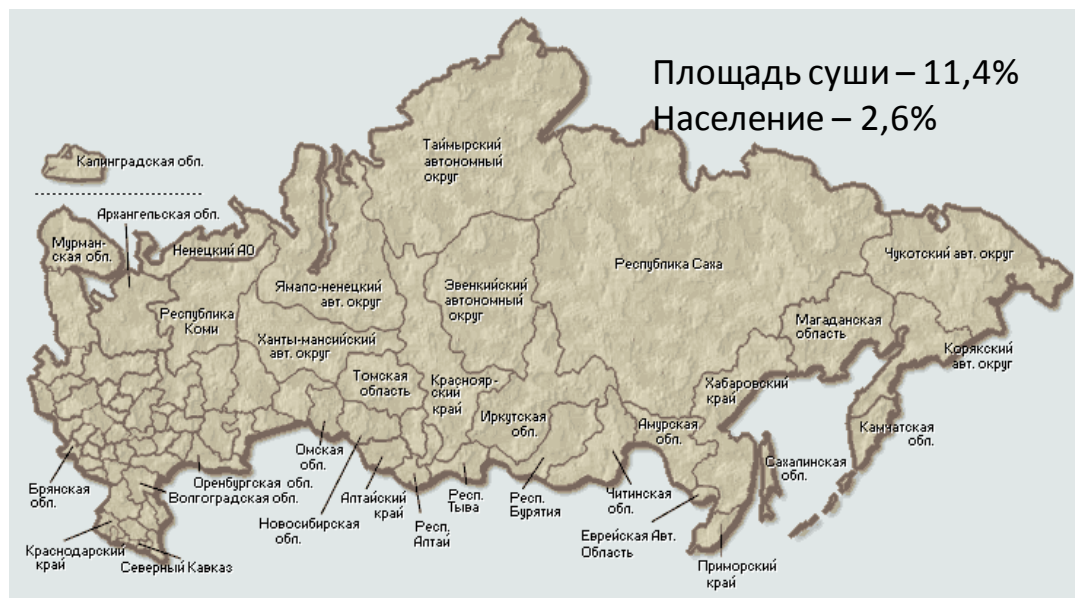 Площадь суши – 11,4%
Население – 2,6%
Таймырский
автономный
округ
Калининградская обл.
Архангельская обл.
Мурман-
ская обл.
Ненецкий АО
Чукотский авт. округ
Республика Саха
Ямало-ненецкий
авт. округ
Эвенкийский
автономный
округ
Республика
Коми
Магаданская
область
Ханты-мансийский
авт. округ
Корякский
авт. округ
Томская
область
Краснояр-
ский
край
Хабаровский
край
Иркутская
обл.
Амурская
обл.
Камчатская
обл.
Омская
обл.
Сахалинская
обл.
Оренбургская обл.
Волгоградская обл.
Брянская
обл.
Алтайский
край
Респ.
Тыва
Респ.
Бурятия
Читинская
обл.
Новосибирская
обл.
Респ.
Алтай
Еврейская Авт.
Область
Краснодарский
край
Северный Кавказ
Приморский
край